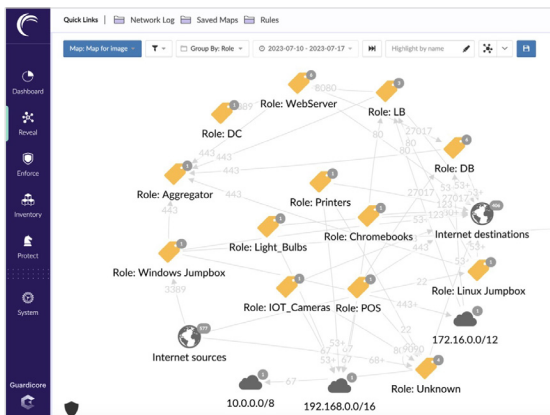 Quick Links | Network Log Saved Maps Rules
Map: Map for image Group By: Role 2023-07-10 - 2023-07-17 Highlight by name
Dashboard
Reveal
Enforce
Inventory
Protect
System
Guardicore
Role: WebServer
8080
Role: LB
Role: DC
80
27017
80
443
443
Role: DB
Role: Aggregator
443
443
Role: Printers
27017
53
53+
Role: Chromebooks
Internet destinations
456
Role: Light_Bulbs
443
Role: Windows Jumpbox
22
Role: Linux Jumpbox
3389
Role: IOT_Cameras
Role: POS
443+
172.16.0.0/12
577
Internet sources
53+
67
67
68+
22
Role: Unknown
10.0.0.0/8
67
192.168.0.0/16